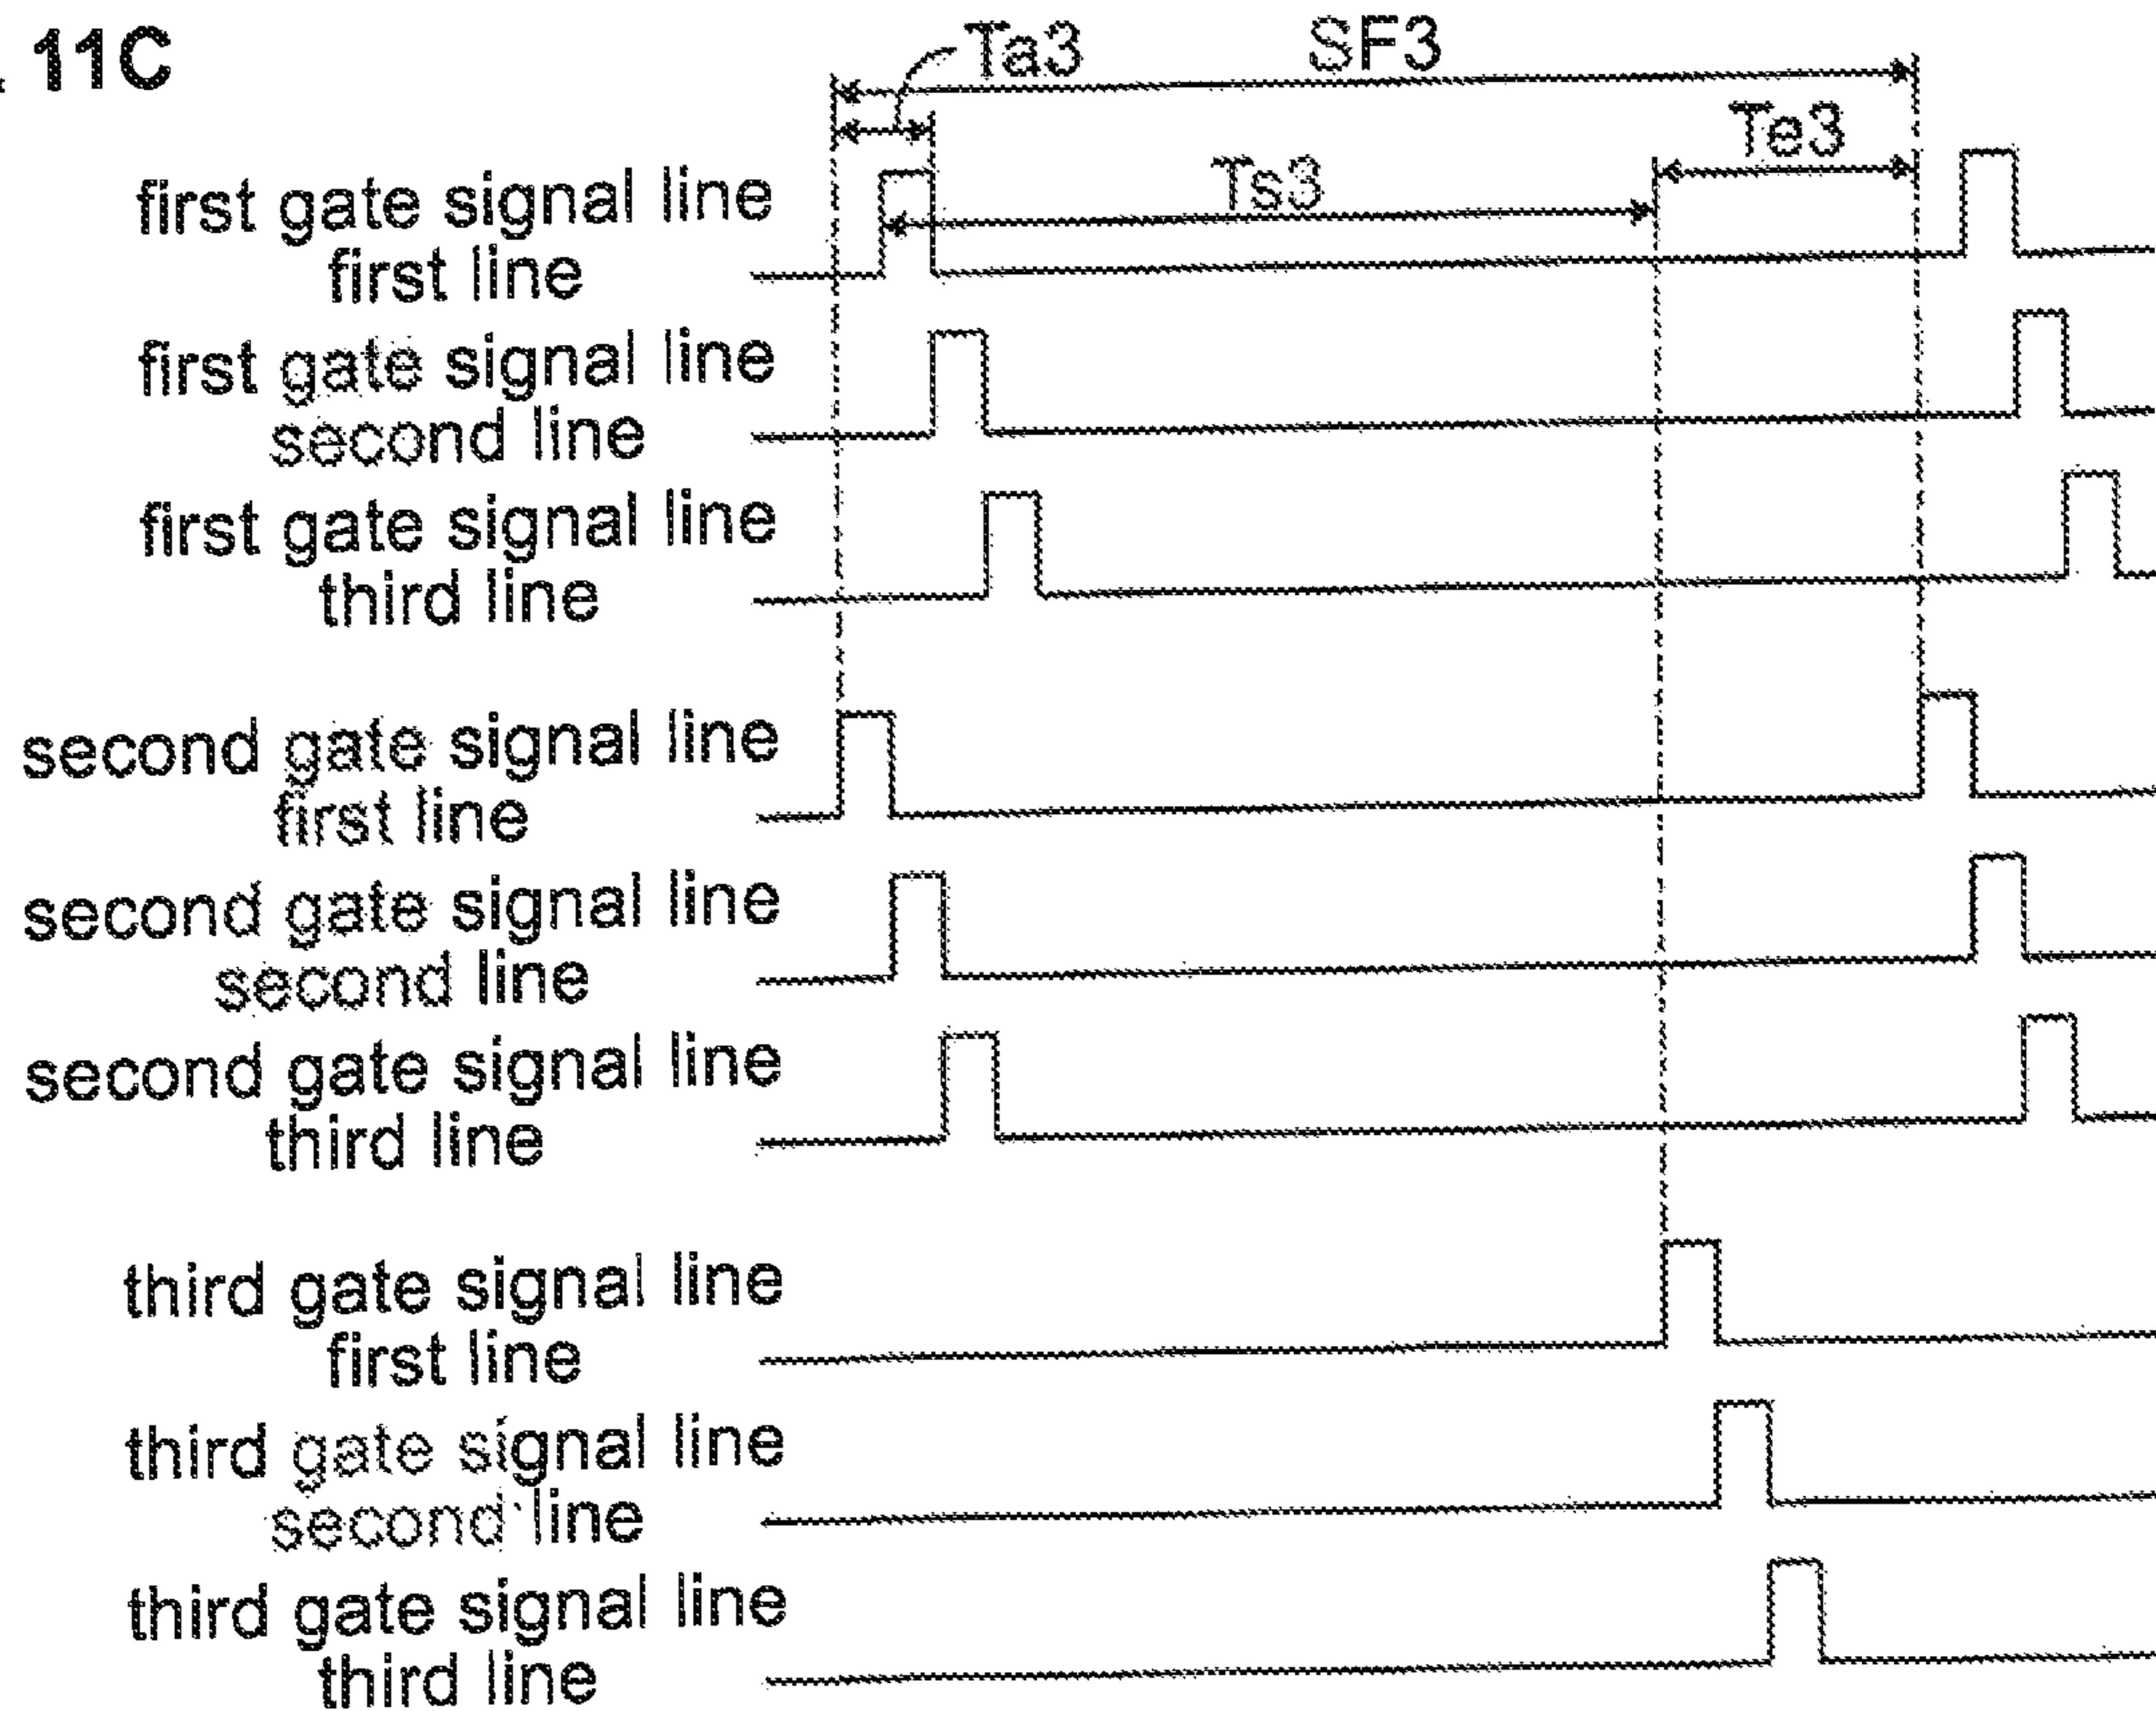 11C
Ta3
SF3
Te3
Ts3
first gate signal line
first line
first gate signal line
second line
first gate signal line
third line
second gate signal line
first line
second gate signal line
second line
second gate signal line
third line
third gate signal line
first line
third gate signal line
second line
third gate signal line
third line